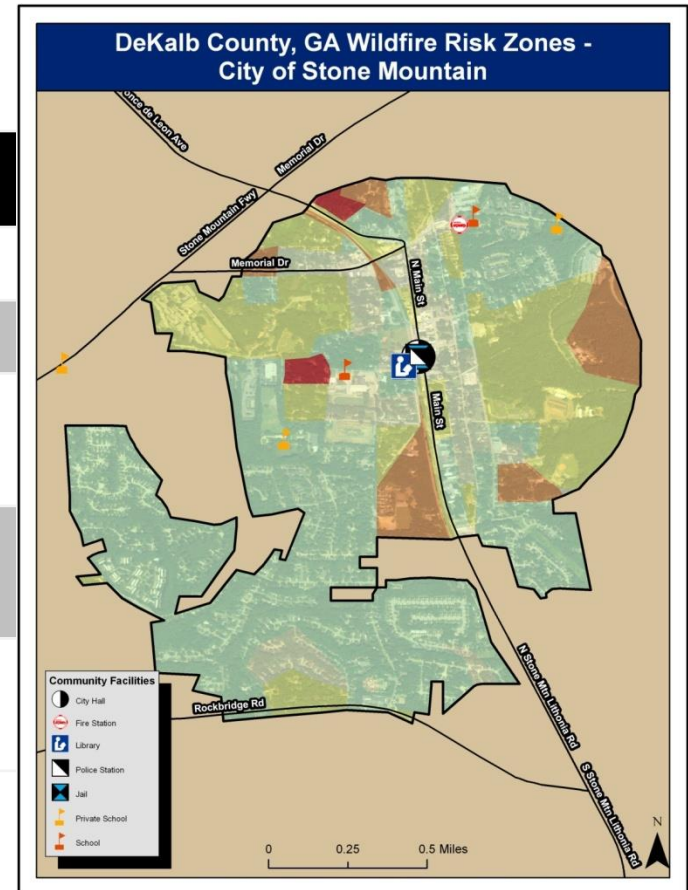 DeKalb County, GA Wildfire Risk Zones -
City of Stone Mountain
once de Leon Ave
Memorial Dr
Stone Mountain Fwy
Memorial Dr
N Main St
Main St
N Stone Mtn Lithonia Rd
Rockbridge Rd
S Stone Mtn Lithonia Rd
Community Facilities
City Hall
Fire Station
Library
Police Station
Jail
Private School
School
0 0.25 0.5 Miles
N